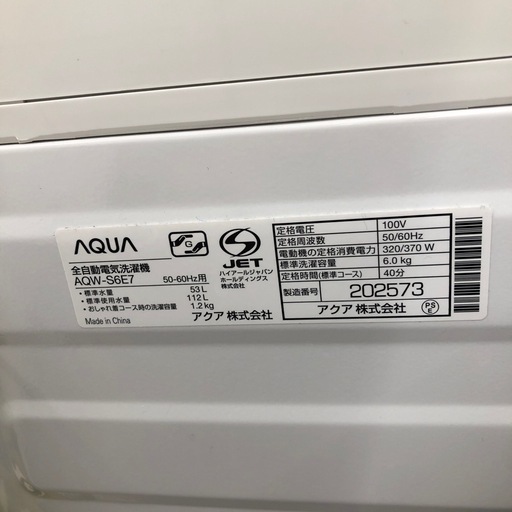 AQUA
G
JET
ハイアールジャパン
ホールディングス
株式会社
全自動電気洗濯機
AQW-S6E7 50-60Hz用
・標準水量 53 L
・標準使用水量 112 L
・おしゃれ着コース時の洗濯容量 1.2 kg
Made in China
アクア 株式会社
定格電圧 100V
定格周波数 50/60Hz
電動機の定格消費電力 320/370 W
標準洗濯容量 6.0 kg
定格時間(標準コース) 40分
製造番号 202573
アクア 株式会社
PS
E